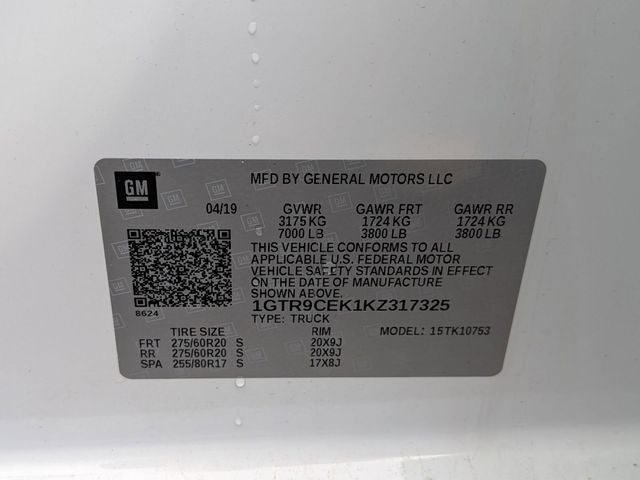 GM
MFD BY GENERAL MOTORS LLC
04/19 GVWR GAWR FRT GAWR RR
3175 KG 1724 KG 1724 KG
7000 LB 3800 LB 3800 LB
THIS VEHICLE CONFORMS TO ALL
APPLICABLE U.S. FEDERAL MOTOR
VEHICLE SAFETY STANDARDS IN EFFECT
ON THE DATE OF MANUFACTURE
SHOWN ABOVE.
8624
1GTR9CEK1KZ317325
TYPE: TRUCK
TIRE SIZE RIM MODEL: 15TK10753
FRT 275/60R20 S 20X9J
RR 275/60R20 S 20X9J
SPA 255/80R17 S 17X8J